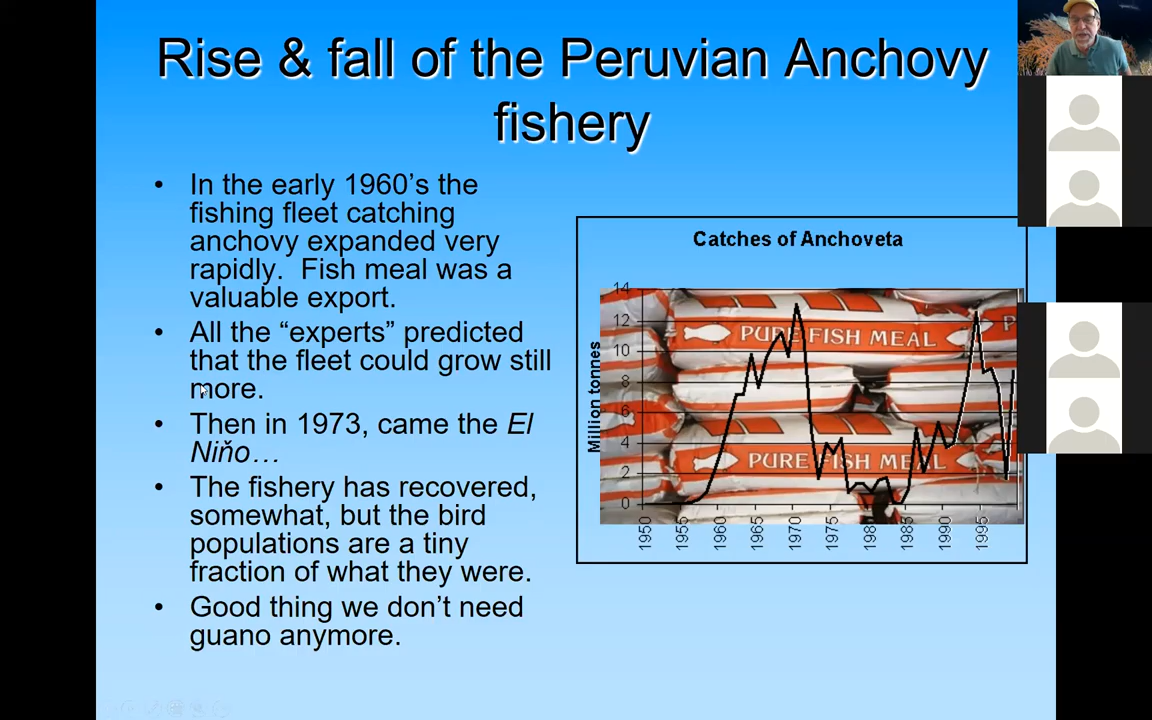 Rise & fall of the Peruvian Anchovy
fishery
• In the early 1960’s the
fishing fleet catching
anchovy expanded very
rapidly.  Fish meal was a
valuable export.
• All the “experts” predicted
that the fleet could grow still
more.
• Then in 1973, came the El
Niňo…
• The fishery has recovered,
somewhat, but the bird
populations are a tiny
fraction of what they were.
• Good thing we don’t need
guano anymore.
Catches of Anchoveta
Million tonnes
14
12
10
8
6
4
2
0
PURE FISH MEAL
PURE FISH MEAL
1950
1955
1960
1965
1970
1975
1980
1985
1990
1995